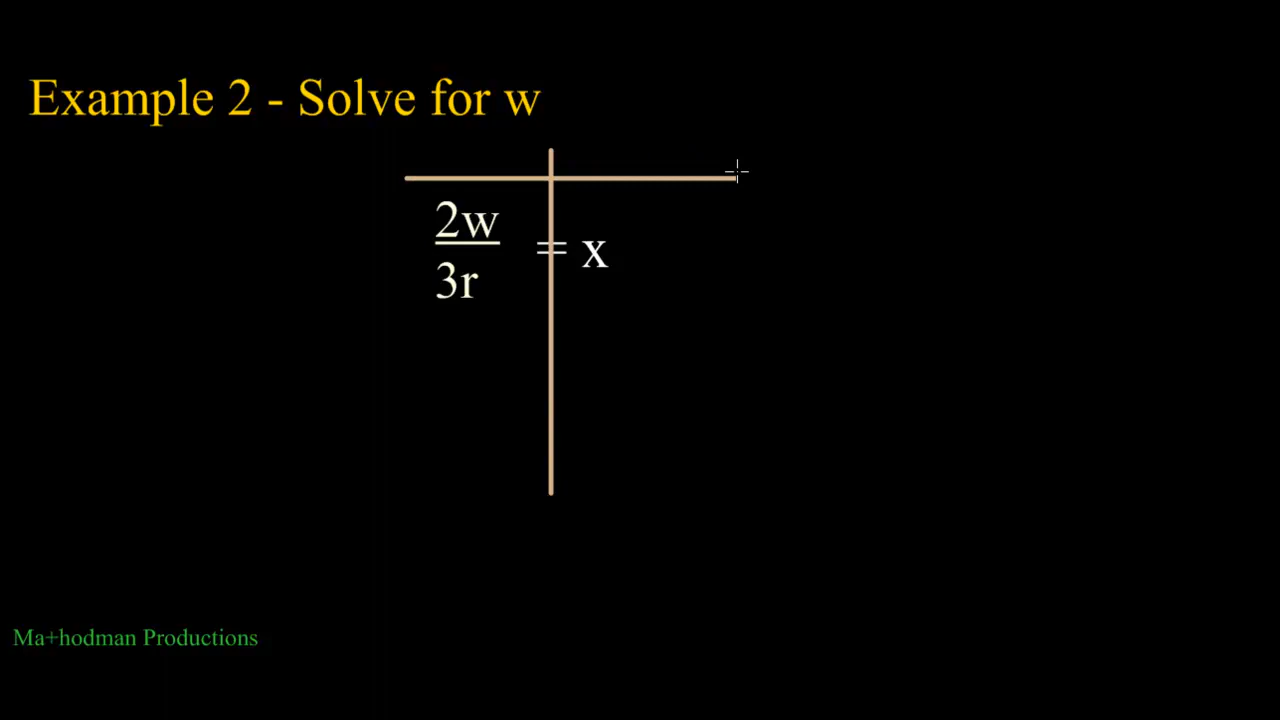 Example 2 - Solve for w
2w
= x
3r
Ma+hodman Productions